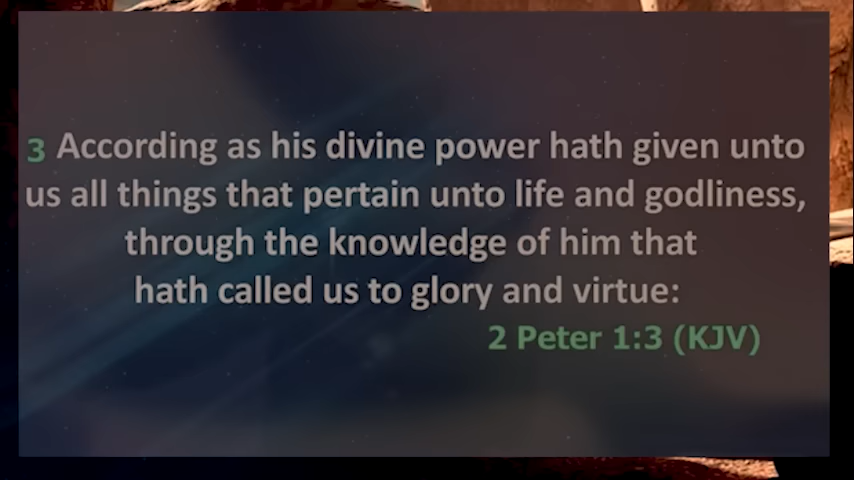 3 According as his divine power hath given unto
us all things that pertain unto life and godliness,
through the knowledge of him that
hath called us to glory and virtue:
2 Peter 1:3 (KJV)